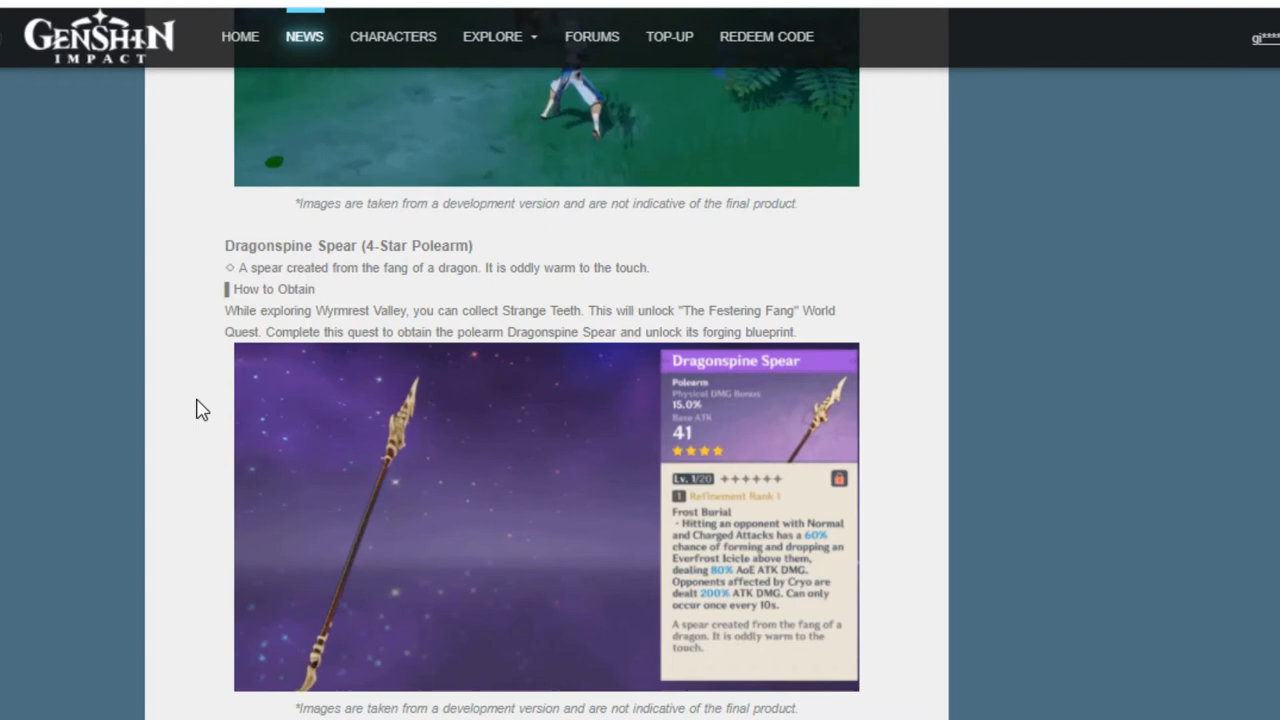 GENSHIN
IMPACT
HOME NEWS CHARACTERS EXPLORE FORUMS TOP-UP REDEEM CODE
gi****
*Images are taken from a development version and are not indicative of the final product.
Dragonspine Spear (4-Star Polearm)
◇ A spear created from the fang of a dragon. It is oddly warm to the touch.
▌How to Obtain
While exploring Wyrmrest Valley, you can collect Strange Teeth. This will unlock "The Festering Fang" World
Quest. Complete this quest to obtain the polearm Dragonspine Spear and unlock its forging blueprint.
Dragonspine Spear
Polearm
Physical DMG Bonus
15.0%
Base ATK
41
★★★★
Lv. 1/20
1 Refinement Rank 1
Frost Burial
· Hitting an opponent with Normal
and Charged Attacks has a 60%
chance of forming and dropping an
Everfrost Icicle above them,
dealing 80% AoE ATK DMG.
Opponents affected by Cryo are
dealt 200% ATK DMG. Can only
occur once every 10s.
A spear created from the fang of a
dragon. It is oddly warm to the
touch.
*Images are taken from a development version and are not indicative of the final product.